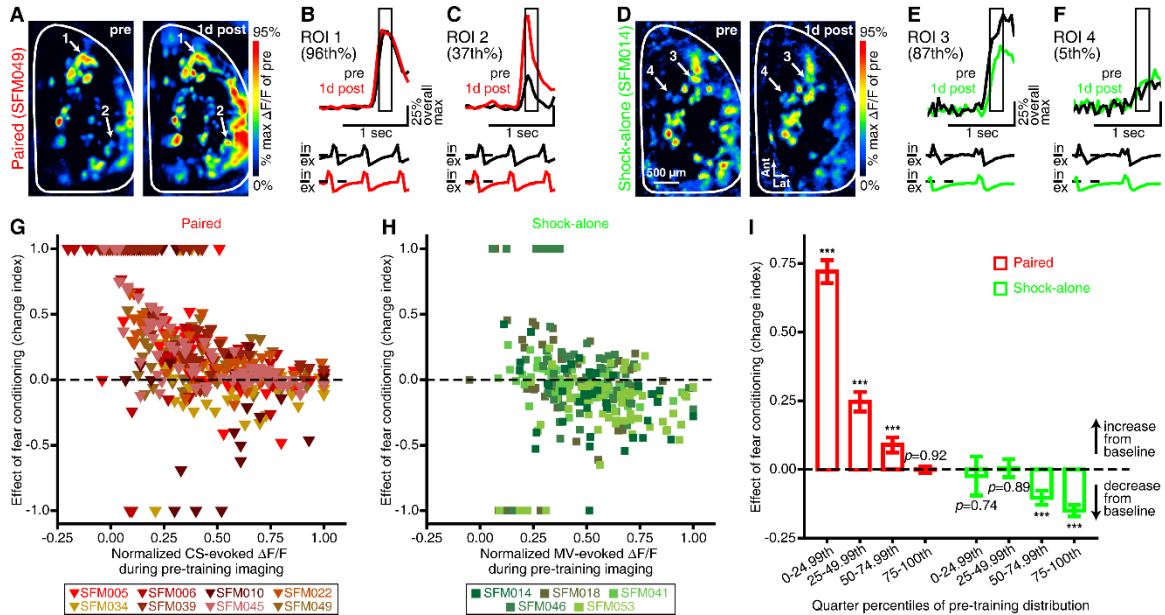 A
Paired (SFM049)
pre
1d post
1
2
1
2
95%
% max ΔF/F of pre
0%
B
ROI 1
(96th%)
pre
1d post
1 sec
25%
overall
max
in
ex
in
ex
C
ROI 2
(37th%)
pre
1d post
1 sec
in
ex
in
ex
D
Shock-alone (SFM014)
pre
1d post
3
4
3
4
500 µm
Ant
Lat
95%
% max ΔF/F of pre
0%
E
ROI 3
(87th%)
pre
1d post
1 sec
25%
overall
max
in
ex
in
ex
F
ROI 4
(5th%)
pre
1d post
1 sec
in
ex
in
ex
G
Paired
Effect of fear conditioning (change index)
1.0
0.5
0.0
-0.5
-1.0
-0.25 0.00 0.25 0.50 0.75 1.00
Normalized CS-evoked ΔF/F
during pre-training imaging
SFM005 SFM006 SFM010 SFM022
SFM034 SFM039 SFM045 SFM049
H
Shock-alone
Effect of fear conditioning (change index)
1.0
0.5
0.0
-0.5
-1.0
-0.25 0.00 0.25 0.50 0.75 1.00
Normalized MV-evoked ΔF/F
during pre-training imaging
SFM014 SFM018 SFM041
SFM046 SFM053
I
Effect of fear conditioning (change index)
0.75
0.50
0.25
0.00
-0.25
Paired
Shock-alone
***
***
***
p=0.92
p=0.74
p=0.89
***
***
increase
from
baseline
decrease
from
baseline
0-24.99th
25-49.99th
50-74.99th
75-100th
0-24.99th
25-49.99th
50-74.99th
75-100th
Quarter percentiles of pre-training distribution